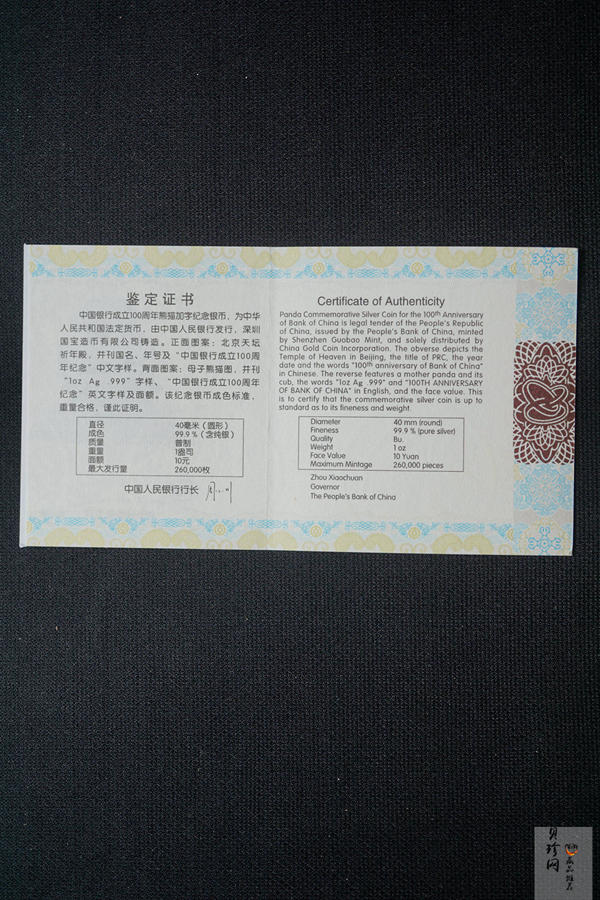 鉴定证书
中国银行成立100周年熊猫加字纪念银币，为中华
人民共和国法定货币，由中国人民银行发行，深圳
国宝造币有限公司铸造。正面图案：北京天坛
祈年殿，并刊国名、年号及“中国银行成立100周
年纪念”中文字样。背面图案：母子熊猫图，并刊
“1oz Ag .999”字样、“中国银行成立100周年
纪念”英文字样及面额。该纪念银币成色标准，
重量合格，谨此证明。
直径 40毫米（圆形）
成色 99.9％（含纯银）
质量 普制
重量 1盎司
面额 10元
最大发行量 260,000枚
中国人民银行行长
Certificate of Authenticity
Panda Commemorative Silver Coin for the 100th Anniversary
of Bank of China is legal tender of the People's Republic
of China, issued by the People's Bank of China, minted
by Shenzhen Guobao Mint, and solely distributed by
China Gold Coin Incorporation. The obverse depicts the
Temple of Heaven in Beijing, the title of PRC, the year
date and the words "100th anniversary of Bank of China"
in Chinese. The reverse features a mother panda and its
cub, the words "1oz Ag .999" and "100TH ANNIVERSARY
OF BANK OF CHINA" in English, and the face value. This
is to certify that the commemorative silver coin is up to
standard as to its fineness and weight.
Diameter 40 mm (round)
Fineness 99.9 % (pure silver)
Quality Bu.
Weight 1 oz
Face Value 10 Yuan
Maximum Mintage 260,000 pieces
Zhou Xiaochuan
Governor
The People's Bank of China
贝珍网